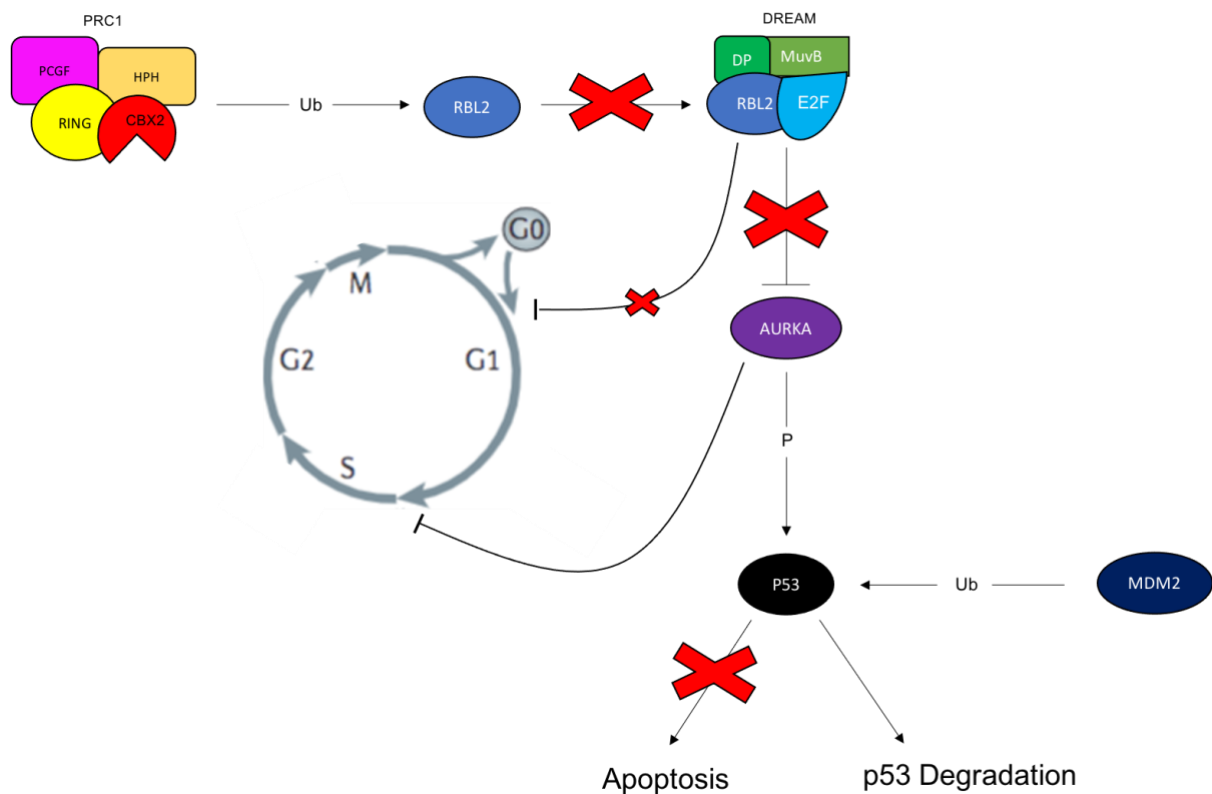 PRC1
DREAM
PCGF
HPH
RING
CBX2
Ub
RBL2
DP
MuvB
RBL2
E2F
G0
M
G2
G1
S
AURKA
P
P53
Ub
MDM2
Apoptosis
p53 Degradation